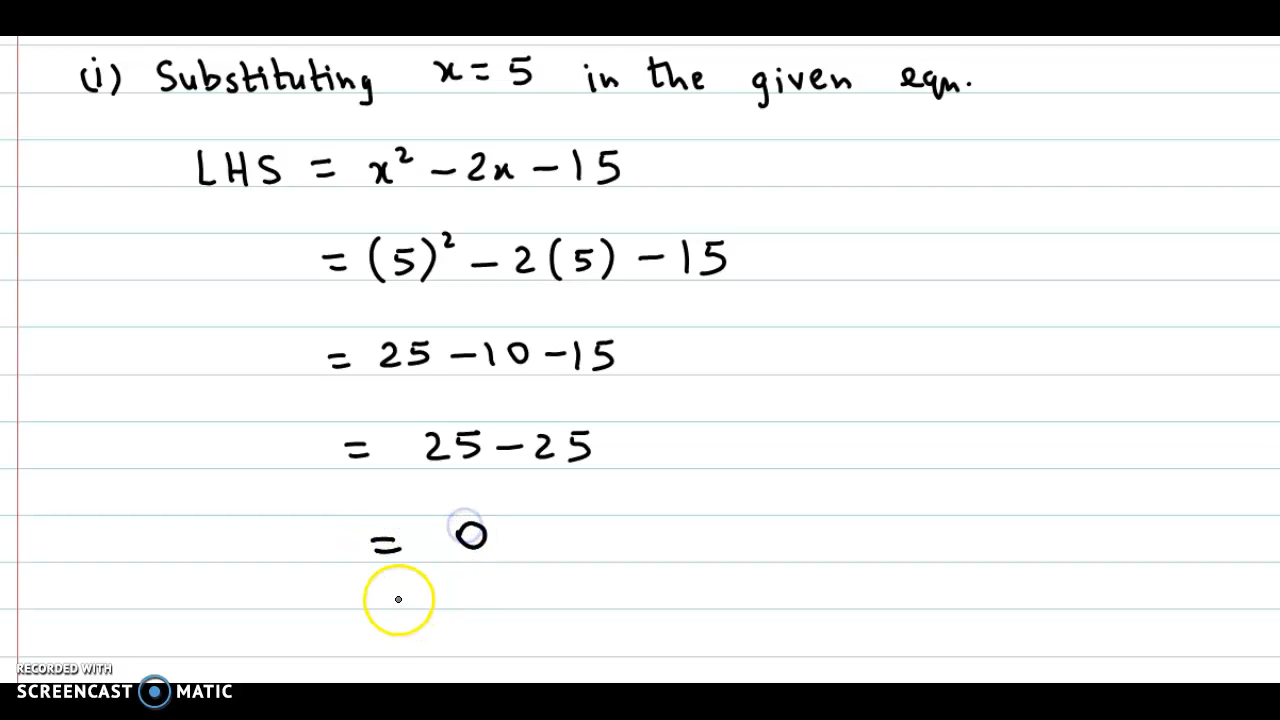 (i) Substituting x = 5 in the given eqn.
LHS = x² - 2x - 15
= (5)² - 2(5) - 15
= 25 - 10 - 15
= 25 - 25
= 0
RECORDED WITH
SCREENCAST MATIC